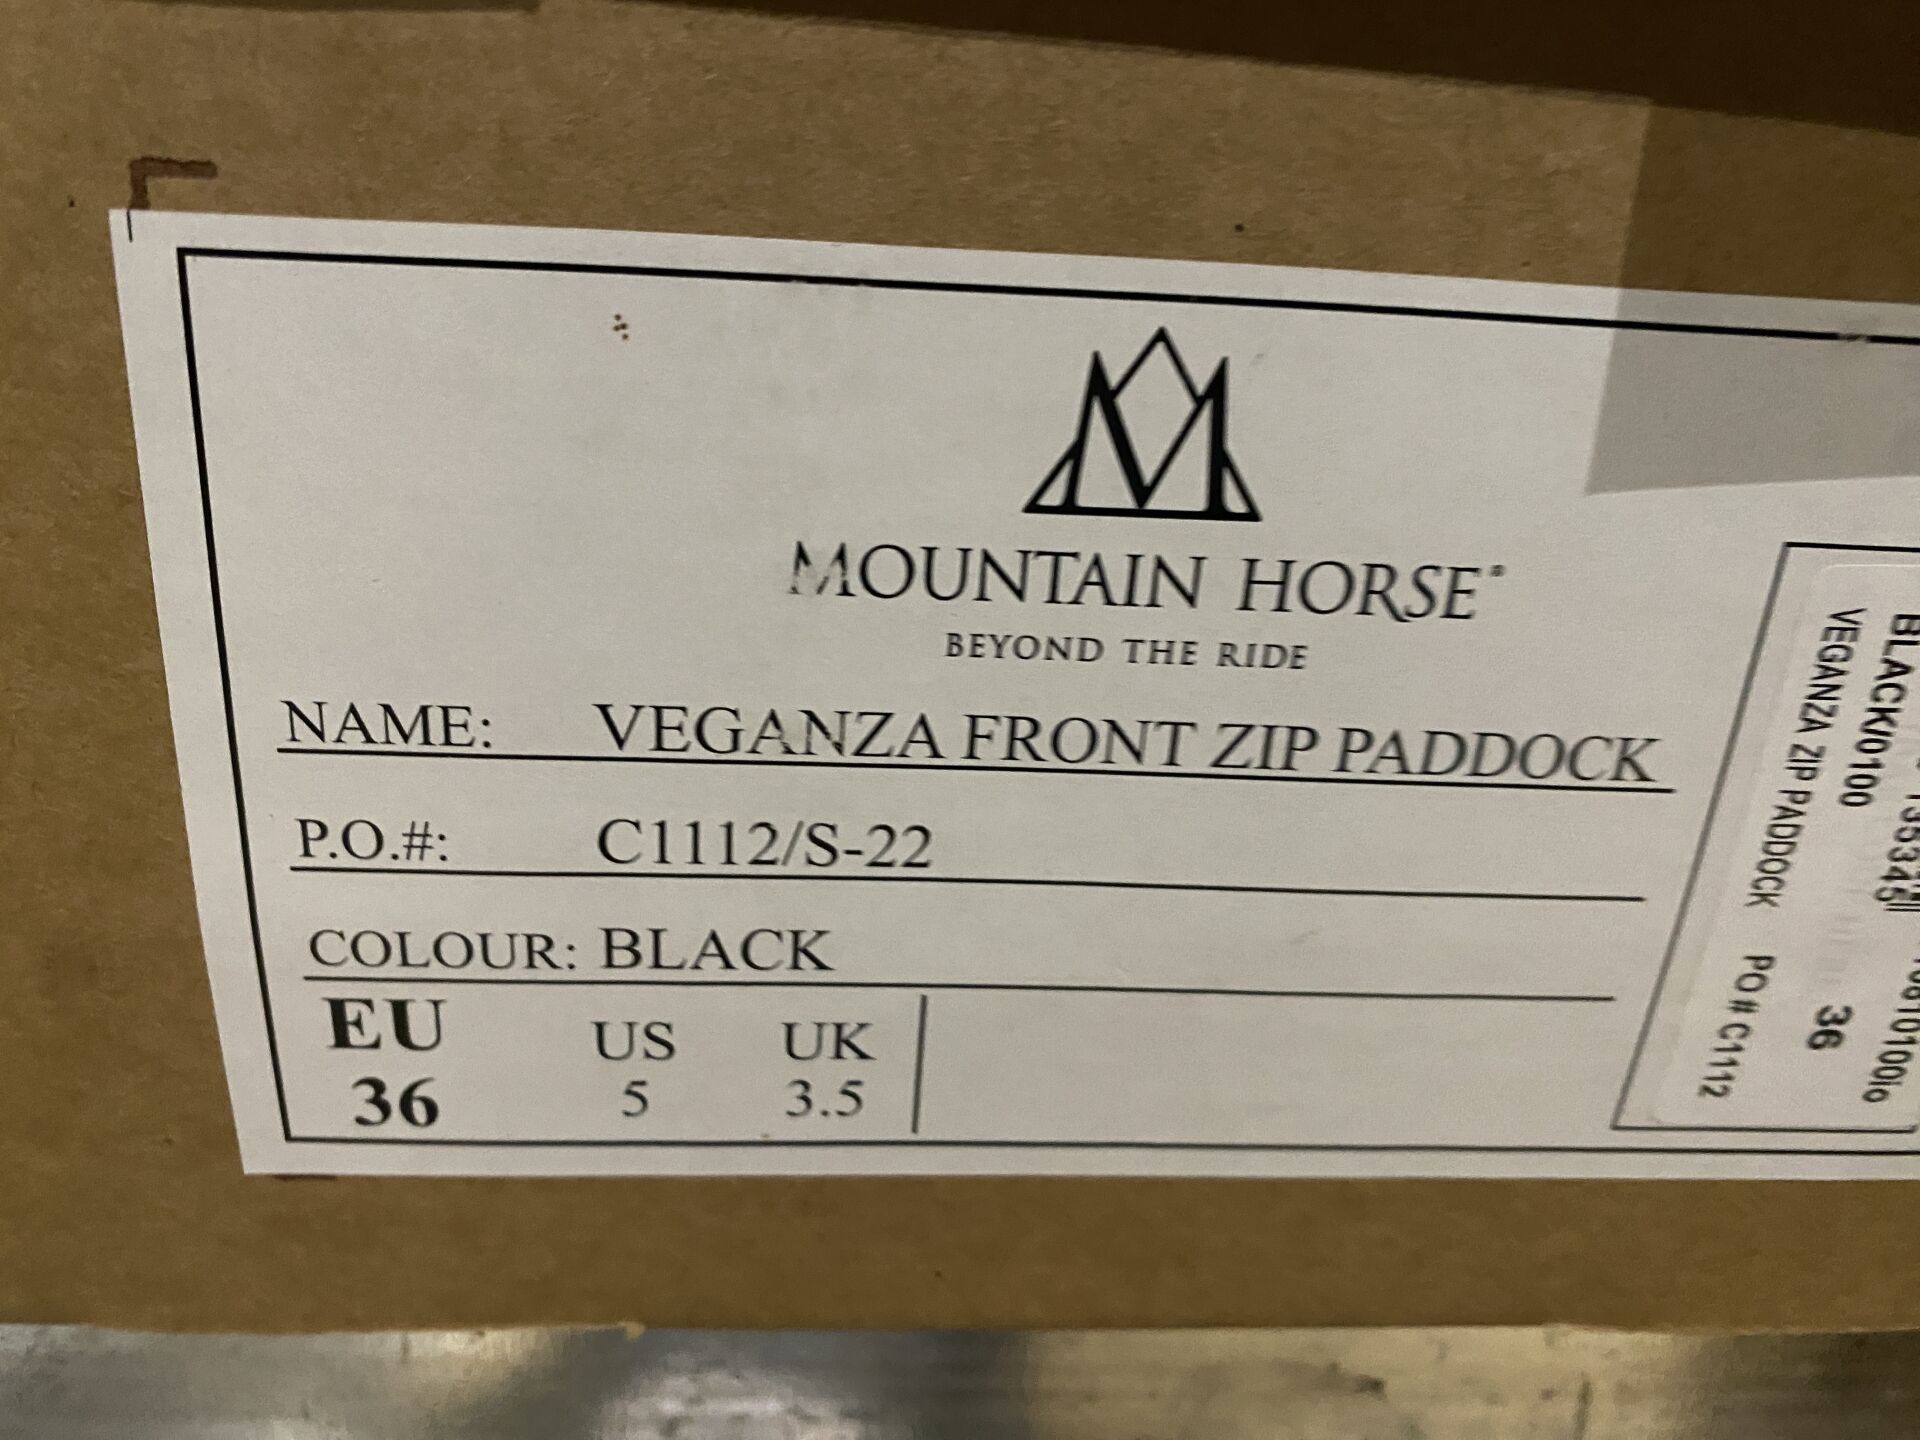 MOUNTAIN HORSE
BEYOND THE RIDE
NAME: VEGANZA FRONT ZIP PADDOCK
P.O.#: C1112/S-22
COLOUR: BLACK
EU US UK
36 5 3.5
BLACK/0100
VEGANZA ZIP PADDOCK 36
PO # C1112